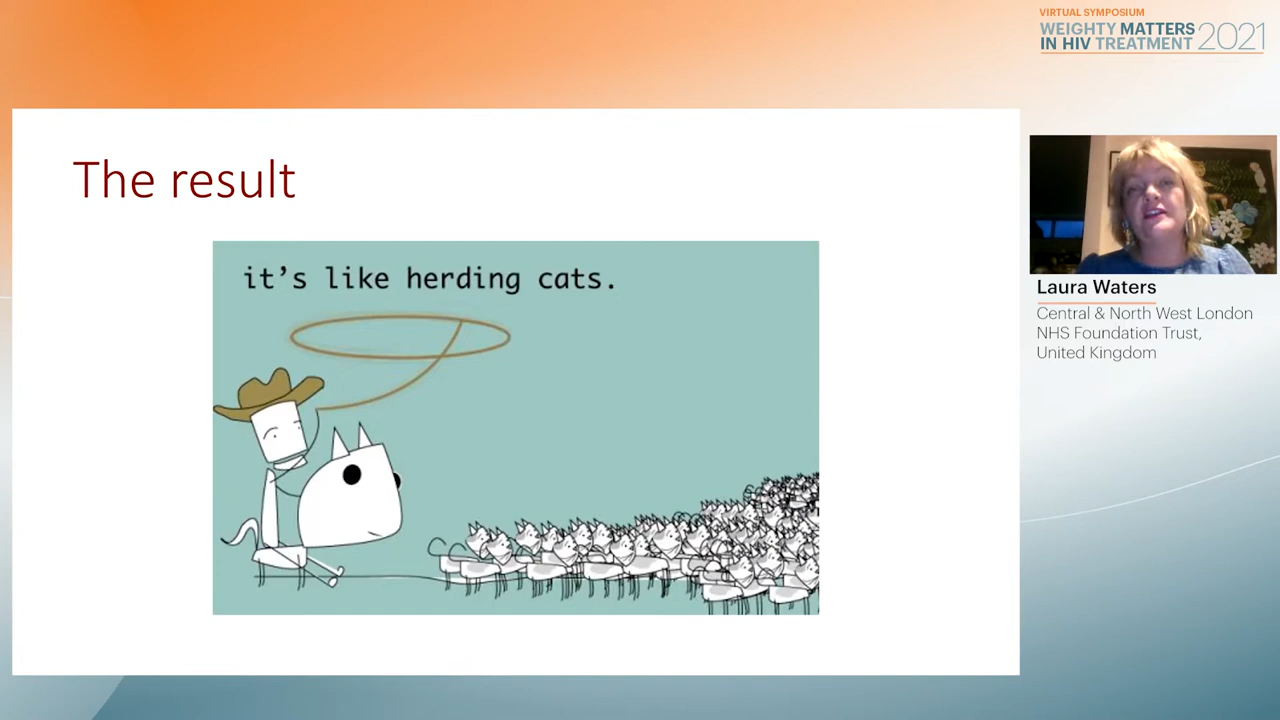 VIRTUAL SYMPOSIUM
WEIGHTY MATTERS
IN HIV TREATMENT 2021
The result
it's like herding cats.
Laura Waters
Central & North West London
NHS Foundation Trust,
United Kingdom